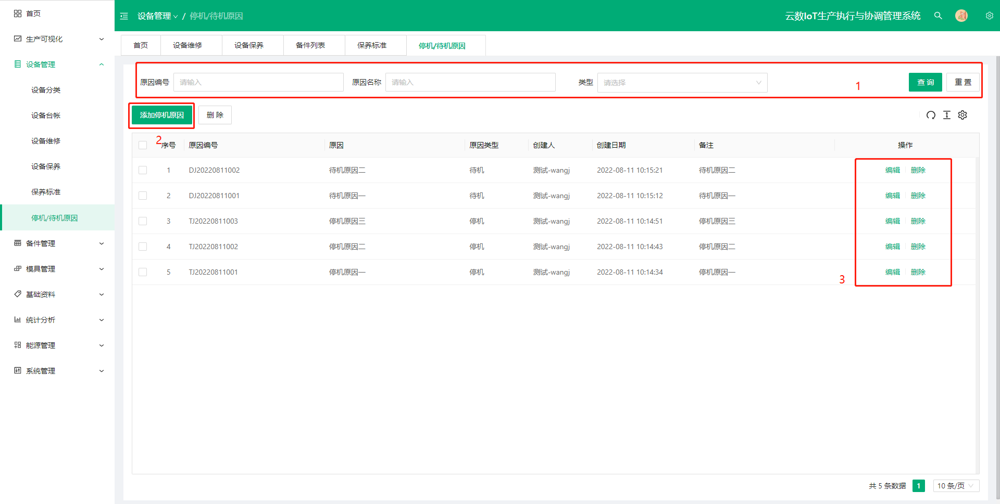 首页
生产可视化
设备管理
设备分类
设备台帐
设备维修
设备保养
保养标准
停机/待机原因
备件管理
模具管理
基础资料
统计分析
能源管理
系统管理
设备管理 / 停机/待机原因 云数IoT生产执行与协调管理系统
首页 设备维修 设备保养 备件列表 保养标准 停机/待机原因
原因编号 请输入 原因名称 请输入 类型 请选择 1 查 询 重 置
添加停机原因 删 除
2 序号 原因编号 原因 原因类型 创建人 创建日期 备注 操作
1 DJ20220811002 待机原因二 待机 测试-wangj 2022-08-11 10:15:21 待机原因二 编辑 删除
2 DJ20220811001 待机原因一 待机 测试-wangj 2022-08-11 10:15:12 待机原因一 编辑 删除
3 TJ20220811003 停机原因三 停机 测试-wangj 2022-08-11 10:14:51 停机原因三 编辑 删除
4 TJ20220811002 停机原因二 停机 测试-wangj 2022-08-11 10:14:43 停机原因二 编辑 删除
5 TJ20220811001 停机原因一 停机 测试-wangj 2022-08-11 10:14:34 停机原因一 编辑 删除
3
共 5 条数据 1 10 条/页